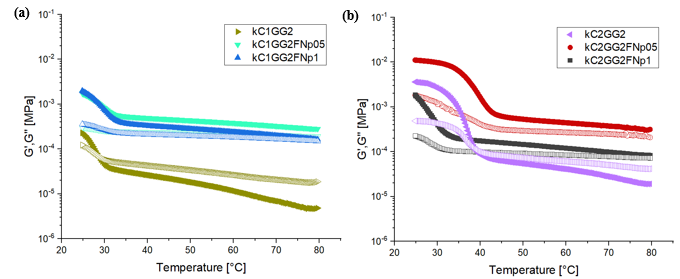 (a)
kC1GG2
kC1GG2FNp05
kC1GG2FNp1
G',G'' [MPa]
10⁻¹
10⁻²
10⁻³
10⁻⁴
10⁻⁵
10⁻⁶
20 30 40 50 60 70 80
Temperature [°C]
(b)
kC2GG2
kC2GG2FNp05
kC2GG2FNp1
G',G'' [MPa]
10⁻¹
10⁻²
10⁻³
10⁻⁴
10⁻⁵
10⁻⁶
20 30 40 50 60 70 80
Temperature [°C]